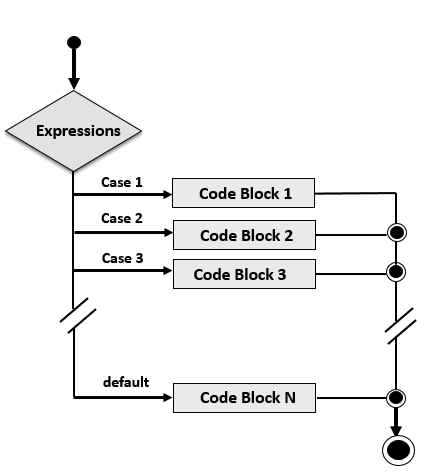 Expressions
Case 1
Code Block 1
Case 2
Code Block 2
Case 3
Code Block 3
default
Code Block N